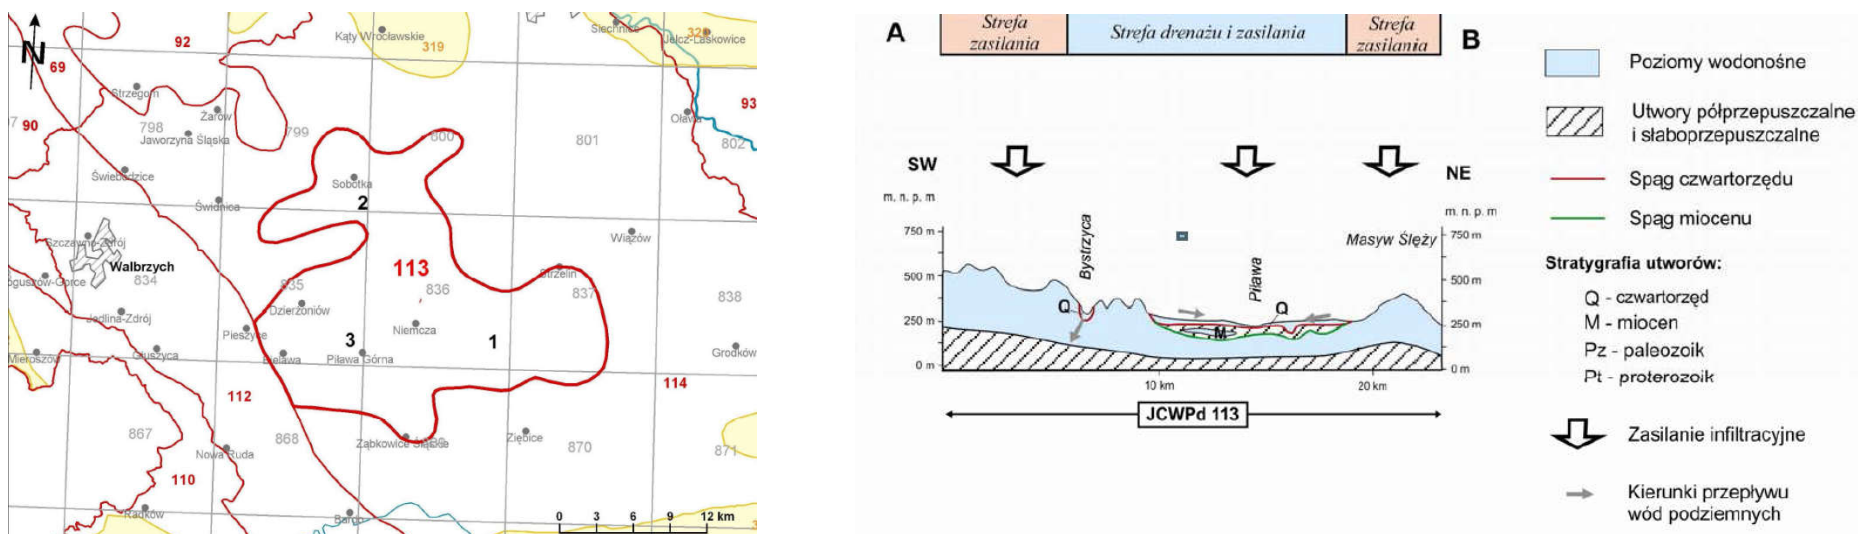 92
Kąty Wrocławskie
319
Siechnice
Jelcz-Laskowice
N
69
Strzegom
93
Żarów
Oława
90
798
Jaworzyna Śląska
799
800
801
802
Świebodzice
Sobótka
Świdnica
2
Wiązów
Szczawno-Zdrój
Wałbrzych
834
113
Strzelin
835
836
837
838
Boguszów-Gorce
Dzierżoniów
Jedlina-Zdrój
Niemcza
Pieszyce
3
1
Mieroszów
Głuszyca
Bielawa
Piława Górna
Grodków
112
114
867
868
Ząbkowice Śląskie
Ziębice
870
871
Nowa Ruda
110
Radków
Bardo
0 3 6 9 12 km
A
Strefa zasilania
Strefa drenażu i zasilania
Strefa zasilania
B
SW
NE
m. n. p. m
m. n. p. m
750 m
500 m
250 m
0 m
Bystrzyca
Piława
Masyw Ślęży
750 m
500 m
250 m
0 m
Q
Q
M
10 km
20 km
JCWPd 113
Poziomy wodonośne
Utwory półprzepuszczalne
i słaboprzepuszczalne
Spąg czwartorzędu
Spąg miocenu
Stratygrafia utworów:
Q - czwartorzęd
M - miocen
Pz - paleozoik
Pt - proterozoik
Zasilanie infiltracyjne
Kierunki przepływu
wód podziemnych